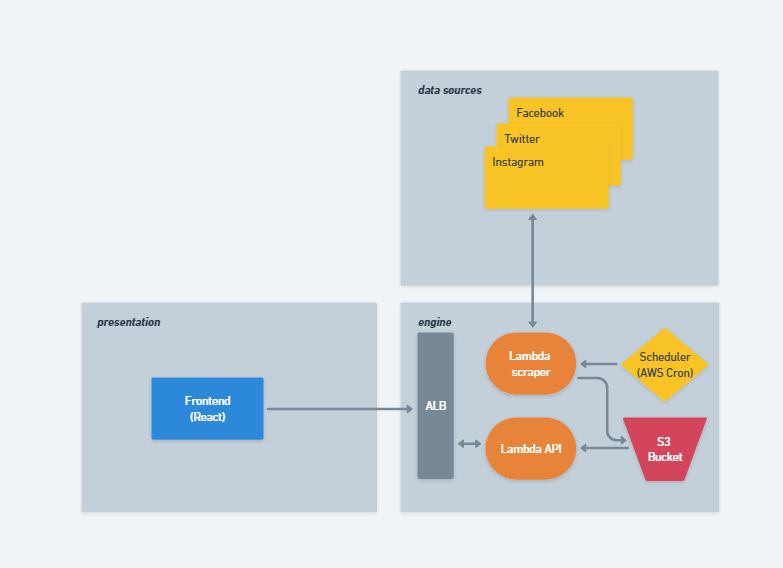 data sources
Facebook
Twitter
Instagram
presentation
Frontend
(React)
engine
ALB
Lambda
scraper
Scheduler
(AWS Cron)
Lambda API
S3
Bucket